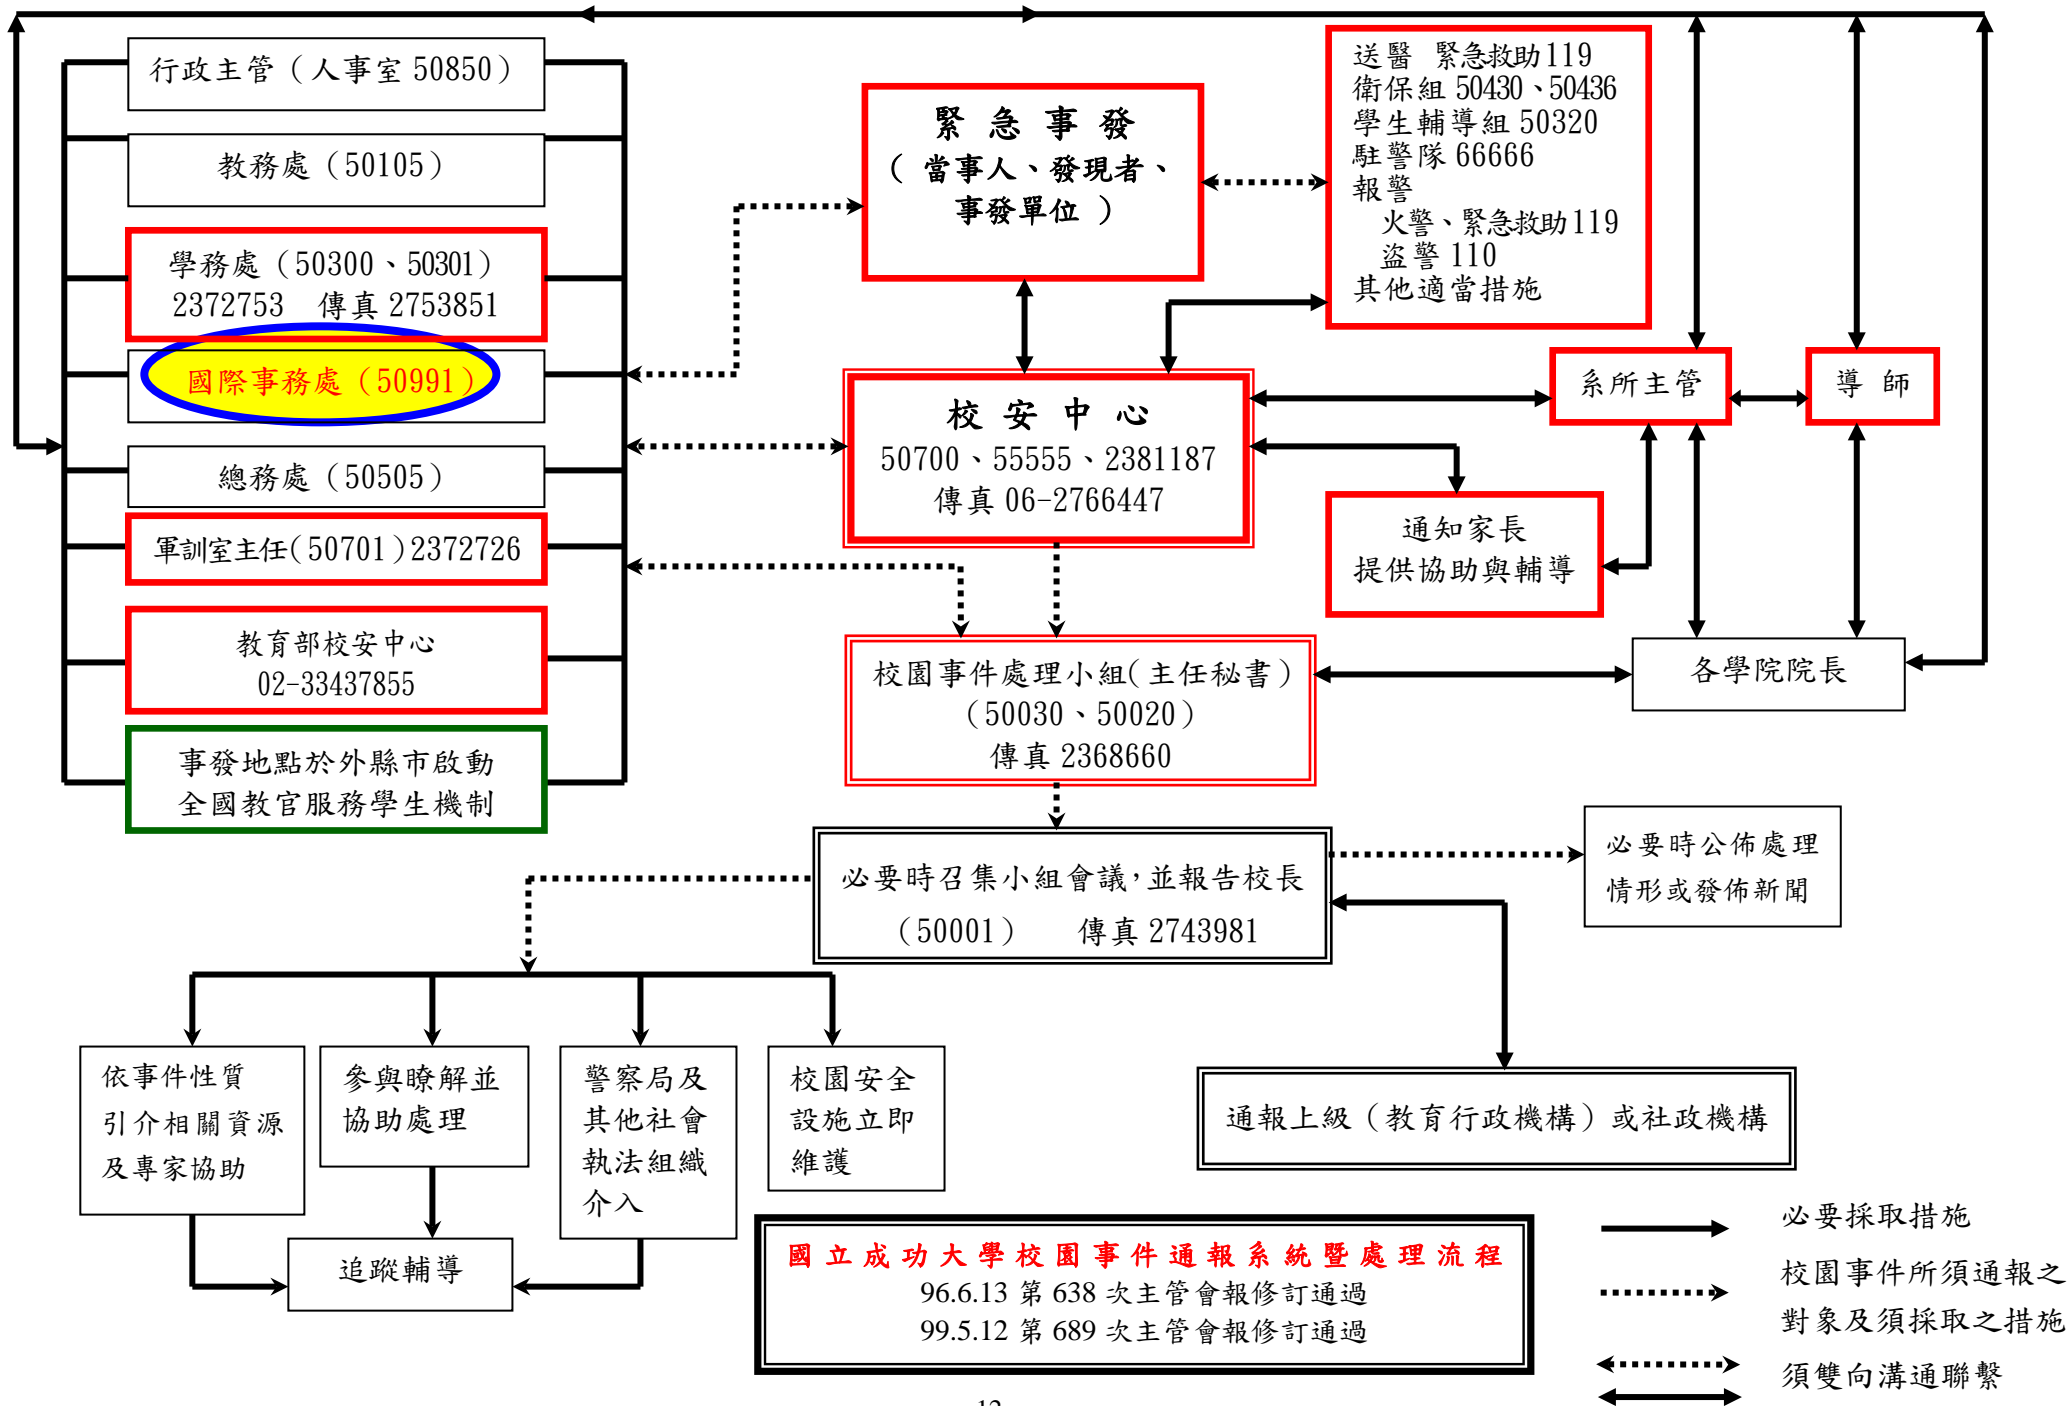 行政主管（人事室 50850）
教務處（50105）
學務處（50300、50301）
2372753 傳真 2753851
國際事務處（50991）
總務處（50505）
軍訓室主任(50701)2372726
教育部校安中心
02-33437855
事發地點於外縣市啟動
全國教官服務學生機制
緊急事發
（ 當事人、發現者、
事發單位 ）
送醫 緊急救助119
衛保組 50430、50436
學生輔導組 50320
駐警隊 66666
報警
火警、緊急救助119
盜警 110
其他適當措施
校安中心
50700、55555、2381187
傳真 06-2766447
系所主管
導師
通知家長
提供協助與輔導
校園事件處理小組（主任秘書）
（50030、50020）
傳真 2368660
各學院院長
必要時召集小組會議，並報告校長
（50001） 傳真 2743981
必要時公佈處理
情形或發佈新聞
依事件性質
引介相關資源
及專家協助
參與瞭解並
協助處理
警察局及
其他社會
執法組織
介入
校園安全
設施立即
維護
通報上級（教育行政機構）或社政機構
追蹤輔導
國立成功大學校園事件通報系統暨處理流程
96.6.13 第 638 次主管會報修訂通過
99.5.12 第 689 次主管會報修訂通過
必要採取措施
校園事件所須通報之
對象及須採取之措施
須雙向溝通聯繫